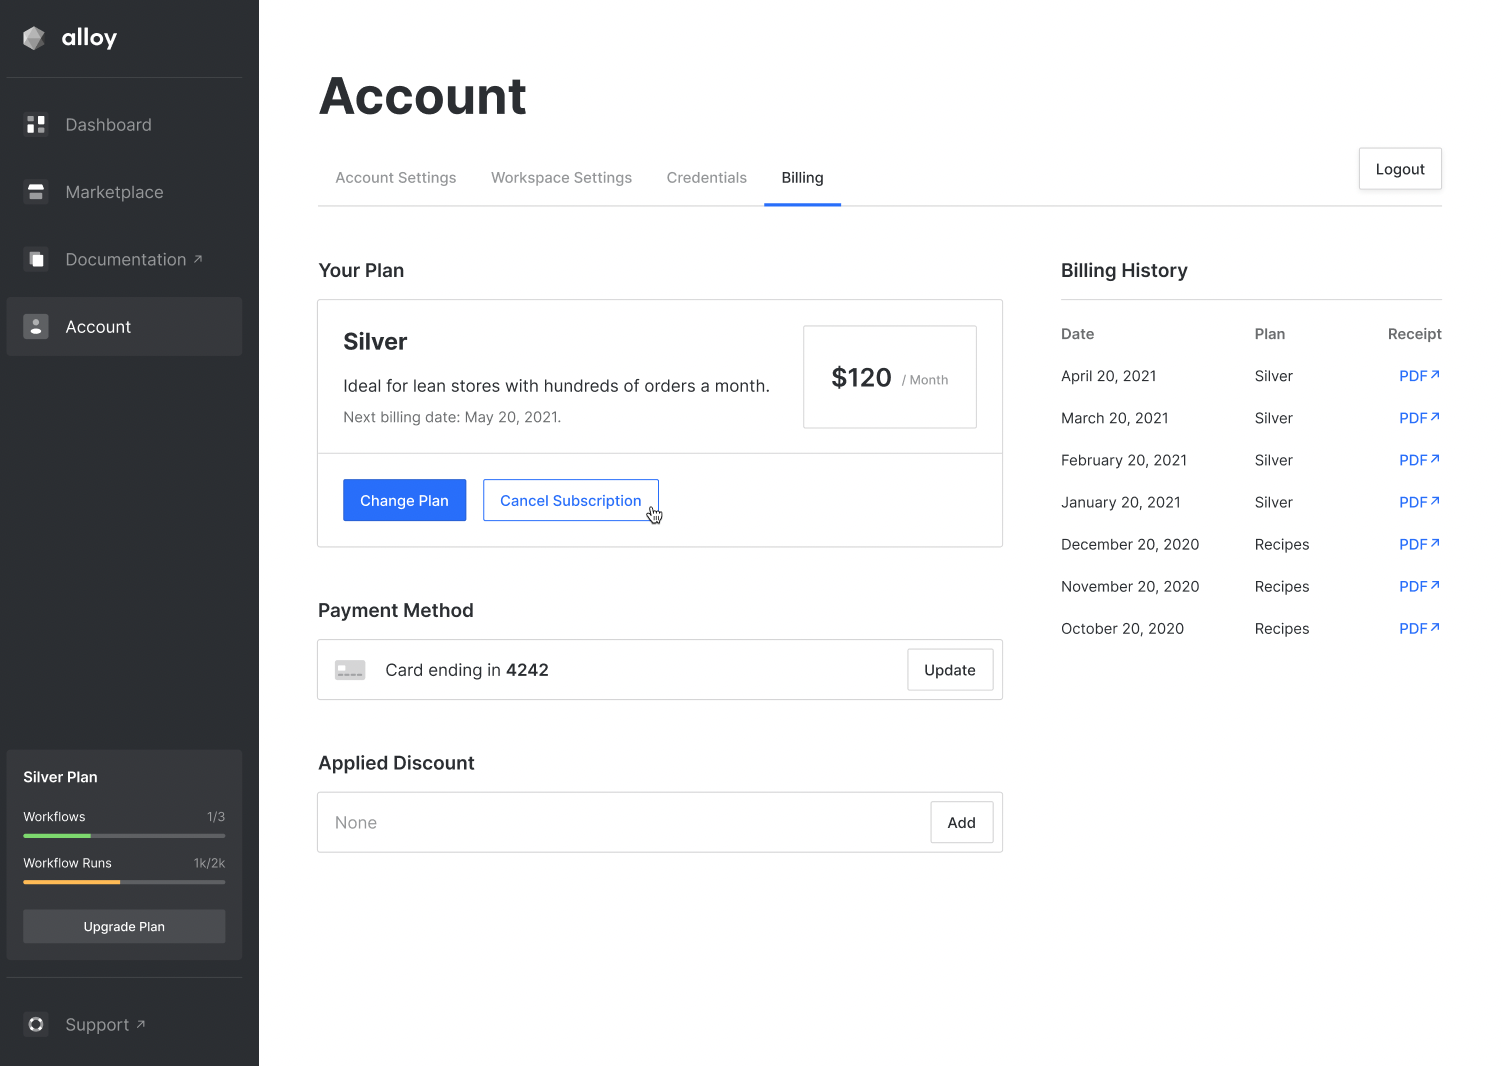 alloy
Dashboard
Marketplace
Documentation ↗
Account
Silver Plan
Workflows 1/3
Workflow Runs 1k/2k
Upgrade Plan
Support ↗
Account
Account Settings Workspace Settings Credentials Billing
Logout
Your Plan
Silver
Ideal for lean stores with hundreds of orders a month.
Next billing date: May 20, 2021.
$120 / Month
Change Plan Cancel Subscription
Payment Method
Card ending in 4242 Update
Applied Discount
None Add
Billing History
Date Plan Receipt
April 20, 2021 Silver PDF↗
March 20, 2021 Silver PDF↗
February 20, 2021 Silver PDF↗
January 20, 2021 Silver PDF↗
December 20, 2020 Recipes PDF↗
November 20, 2020 Recipes PDF↗
October 20, 2020 Recipes PDF↗